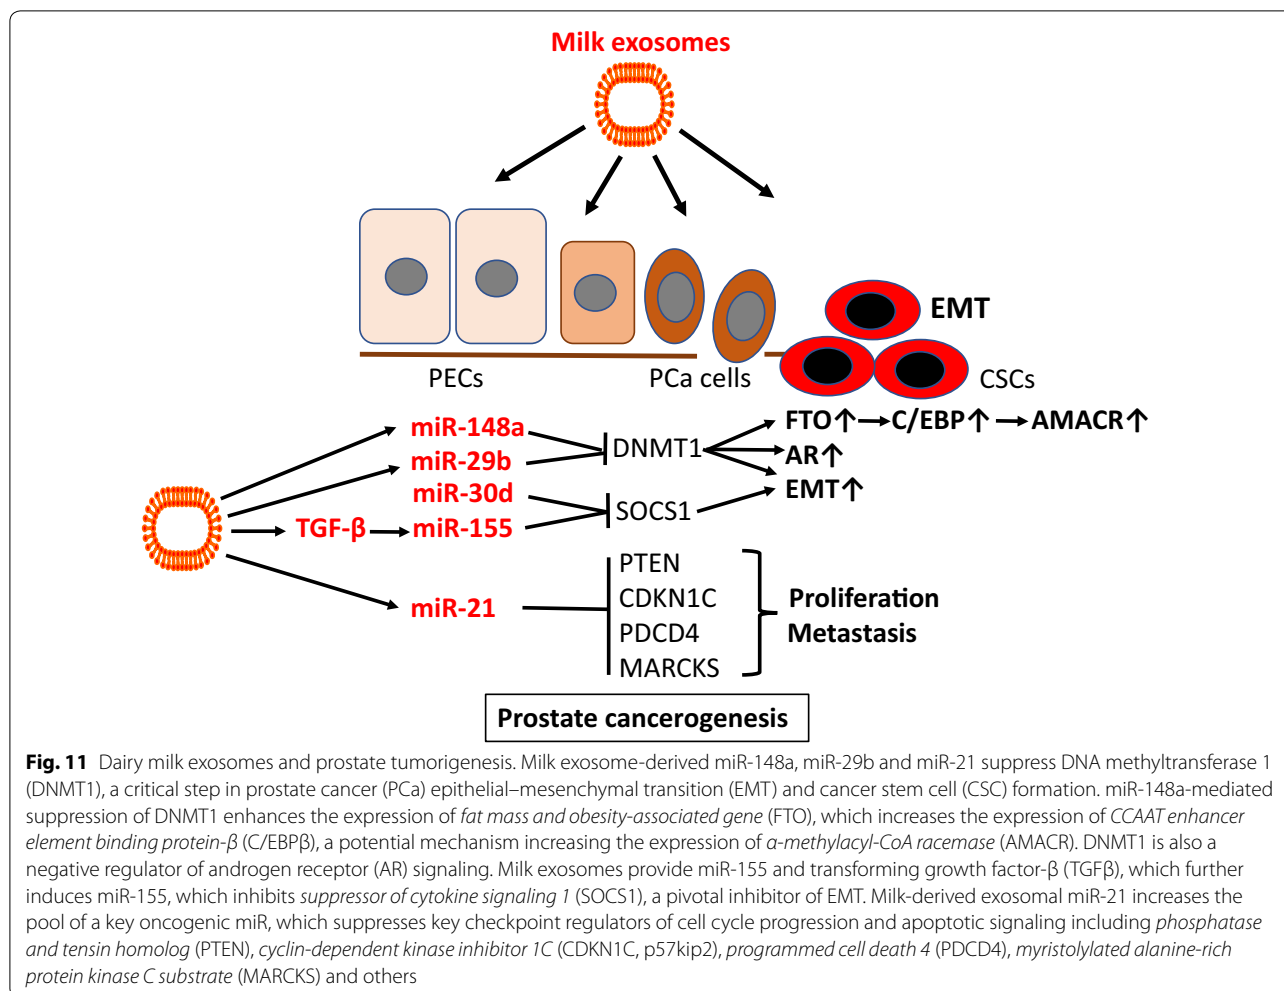 Milk exosomes
EMT
PECs
PCa cells
CSCs
miR-148a
miR-29b
miR-30d
TGF-β
miR-155
miR-21
DNMT1
SOCS1
FTO↑
C/EBP↑
AMACR↑
AR↑
EMT↑
PTEN
CDKN1C
PDCD4
MARCKS
Proliferation
Metastasis
Prostate cancerogenesis
Fig. 11 Dairy milk exosomes and prostate tumorigenesis. Milk exosome-derived miR-148a, miR-29b and miR-21 suppress DNA methyltransferase 1
(DNMT1), a critical step in prostate cancer (PCa) epithelial–mesenchymal transition (EMT) and cancer stem cell (CSC) formation. miR-148a-mediated
suppression of DNMT1 enhances the expression of fat mass and obesity-associated gene (FTO), which increases the expression of CCAAT enhancer
element binding protein-β (C/EBPβ), a potential mechanism increasing the expression of α-methylacyl-CoA racemase (AMACR). DNMT1 is also a
negative regulator of androgen receptor (AR) signaling. Milk exosomes provide miR-155 and transforming growth factor-β (TGFβ), which further
induces miR-155, which inhibits suppressor of cytokine signaling 1 (SOCS1), a pivotal inhibitor of EMT. Milk-derived exosomal miR-21 increases the
pool of a key oncogenic miR, which suppresses key checkpoint regulators of cell cycle progression and apoptotic signaling including phosphatase
and tensin homolog (PTEN), cyclin-dependent kinase inhibitor 1C (CDKN1C, p57kip2), programmed cell death 4 (PDCD4), myristolylated alanine-rich
protein kinase C substrate (MARCKS) and others